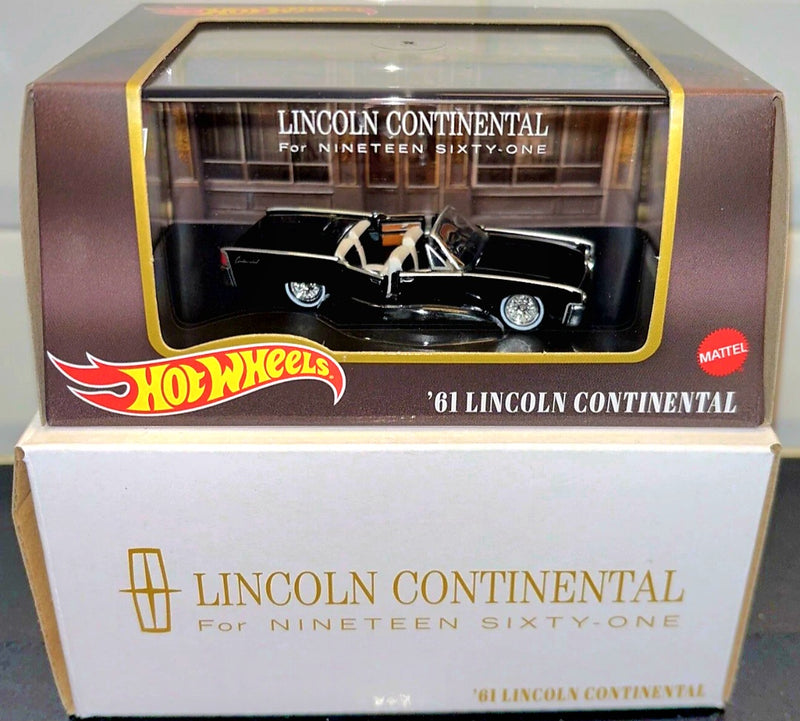 LINCOLN CONTINENTAL
For NINETEEN SIXTY-ONE
HOT WHEELS
MATTEL
'61 LINCOLN CONTINENTAL
LINCOLN CONTINENTAL
For NINETEEN SIXTY-ONE
'61 LINCOLN CONTINENTAL